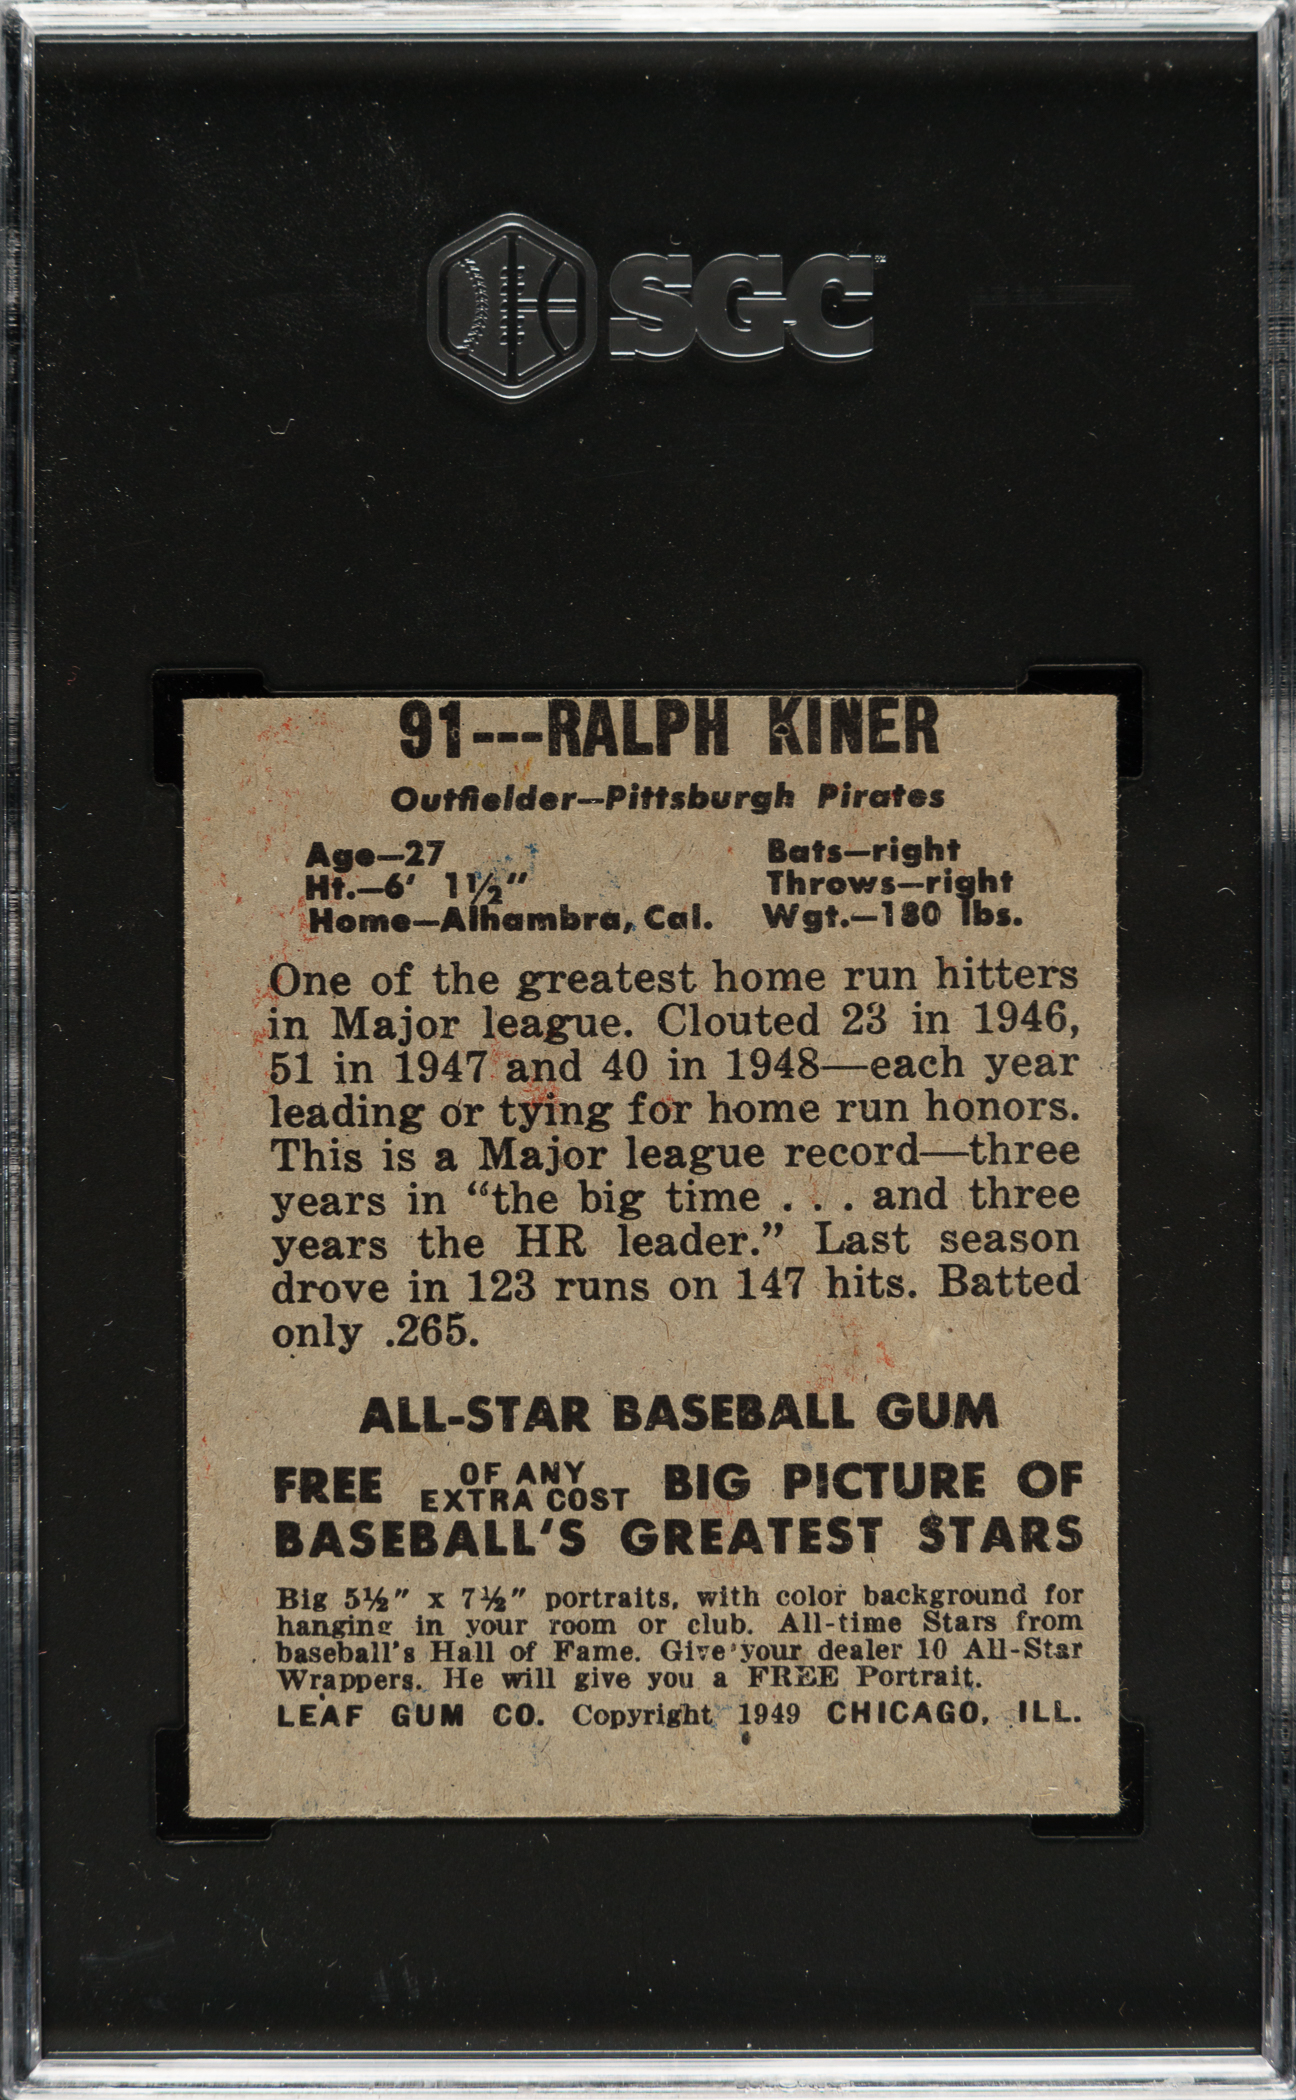 SGC
91---RALPH KINER
Outfielder—Pittsburgh Pirates
Age—27 Bats—right
Ht.—6' 1½" Throws—right
Home—Alhambra, Cal. Wgt.—180 lbs.
One of the greatest home run hitters
in Major league. Clouted 23 in 1946,
51 in 1947 and 40 in 1948—each year
leading or tying for home run honors.
This is a Major league record—three
years in “the big time . . . and three
years the HR leader.” Last season
drove in 123 runs on 147 hits. Batted
only .265.
ALL-STAR BASEBALL GUM
FREE OF ANY EXTRA COST BIG PICTURE OF
BASEBALL'S GREATEST STARS
Big 5½" x 7½" portraits, with color background for
hanging in your room or club. All-time Stars from
baseball's Hall of Fame. Give your dealer 10 All-Star
Wrappers. He will give you a FREE Portrait.
LEAF GUM CO. Copyright 1949 CHICAGO, ILL.